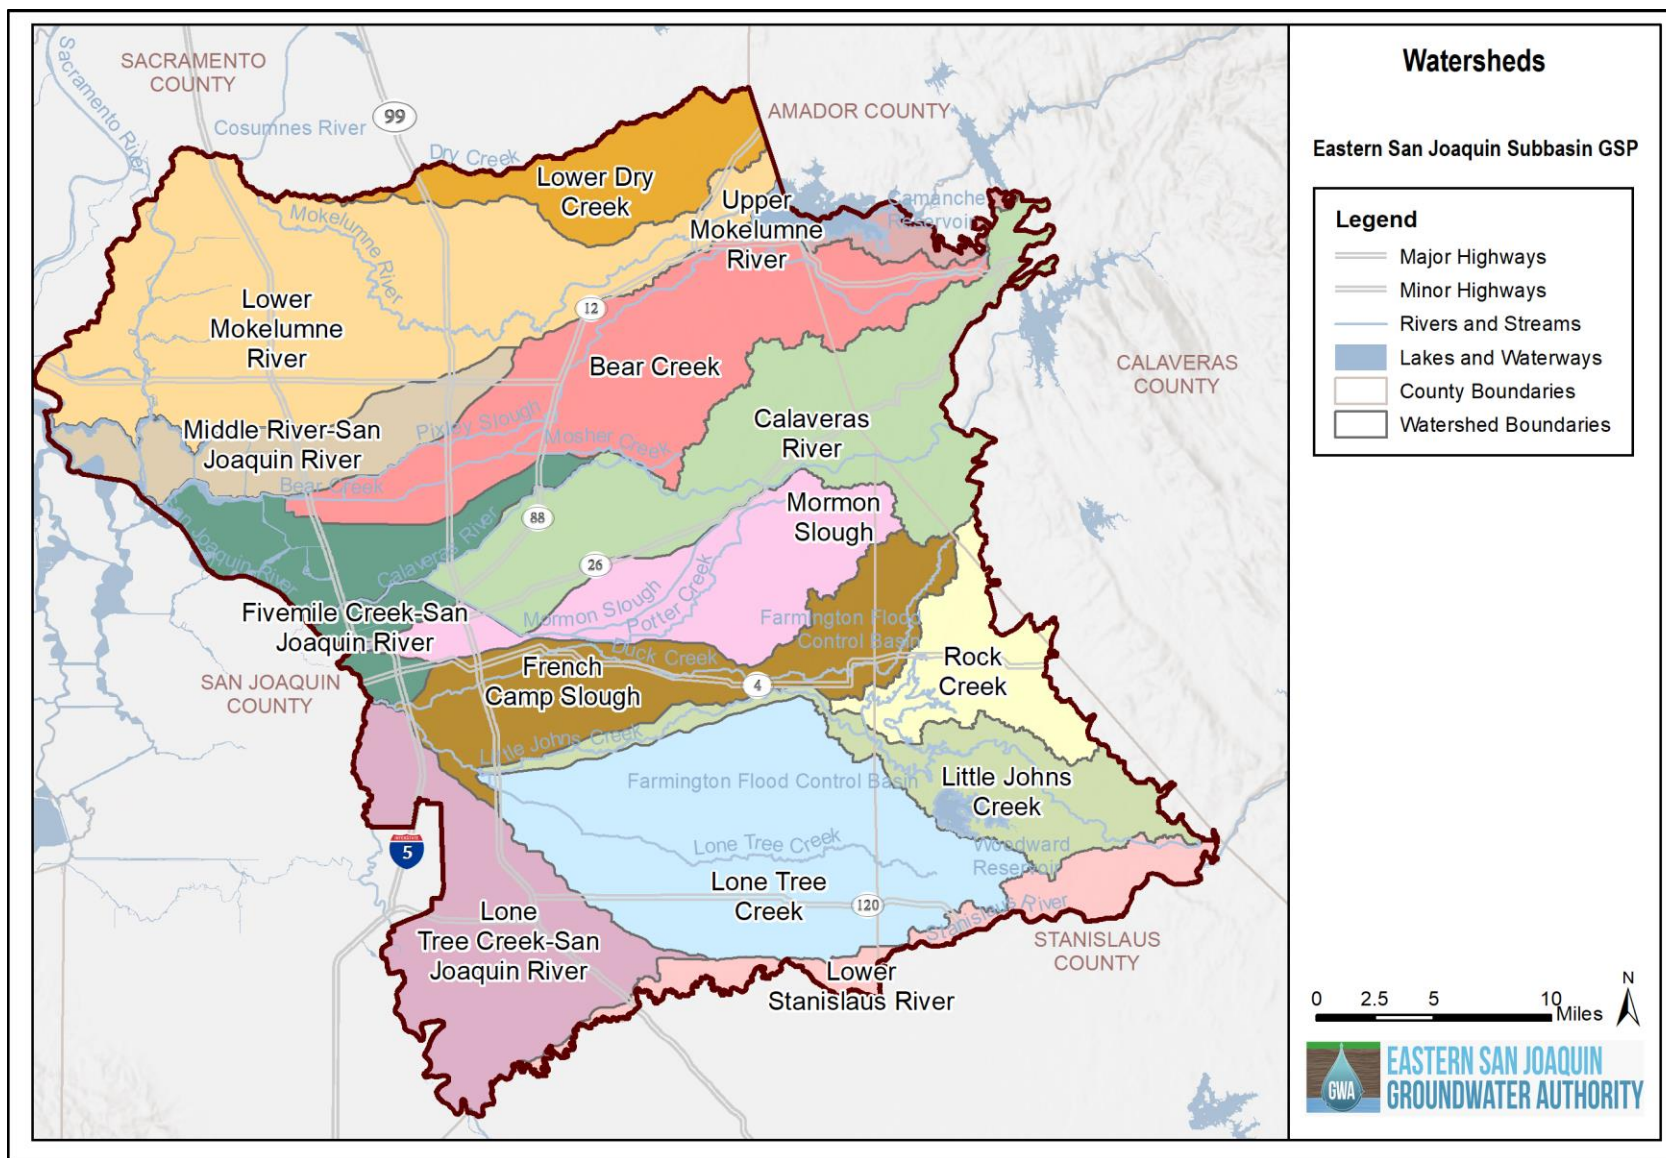 SACRAMENTO
COUNTY
Sacramento River
Cosumnes River
99
AMADOR COUNTY
Dry Creek
Lower Dry
Creek
Upper
Mokelumne
River
Camanche
Reservoir
Mokelumne River
Lower
Mokelumne
River
12
Bear Creek
CALAVERAS
COUNTY
Middle River-San
Joaquin River
Pixley Slough
Mosher Creek
Bear Creek
Calaveras
River
San Joaquin River
Calaveras River
88
Mormon
Slough
26
Fivemile Creek-San
Joaquin River
Mormon Slough
Potter Creek
Farmington Flood
Control Basin
Duck Creek
French
Camp Slough
4
Rock
Creek
SAN JOAQUIN
COUNTY
Little Johns Creek
Farmington Flood Control Basin
Little Johns
Creek
5
Lone Tree Creek
Woodward
Reservoir
Lone Tree
Creek
120
Stanislaus River
Lone
Tree Creek-San
Joaquin River
STANISLAUS
COUNTY
Lower
Stanislaus River
Watersheds
Eastern San Joaquin Subbasin GSP
Legend
Major Highways
Minor Highways
Rivers and Streams
Lakes and Waterways
County Boundaries
Watershed Boundaries
N
0 2.5 5 10
Miles
GWA
EASTERN SAN JOAQUIN
GROUNDWATER AUTHORITY